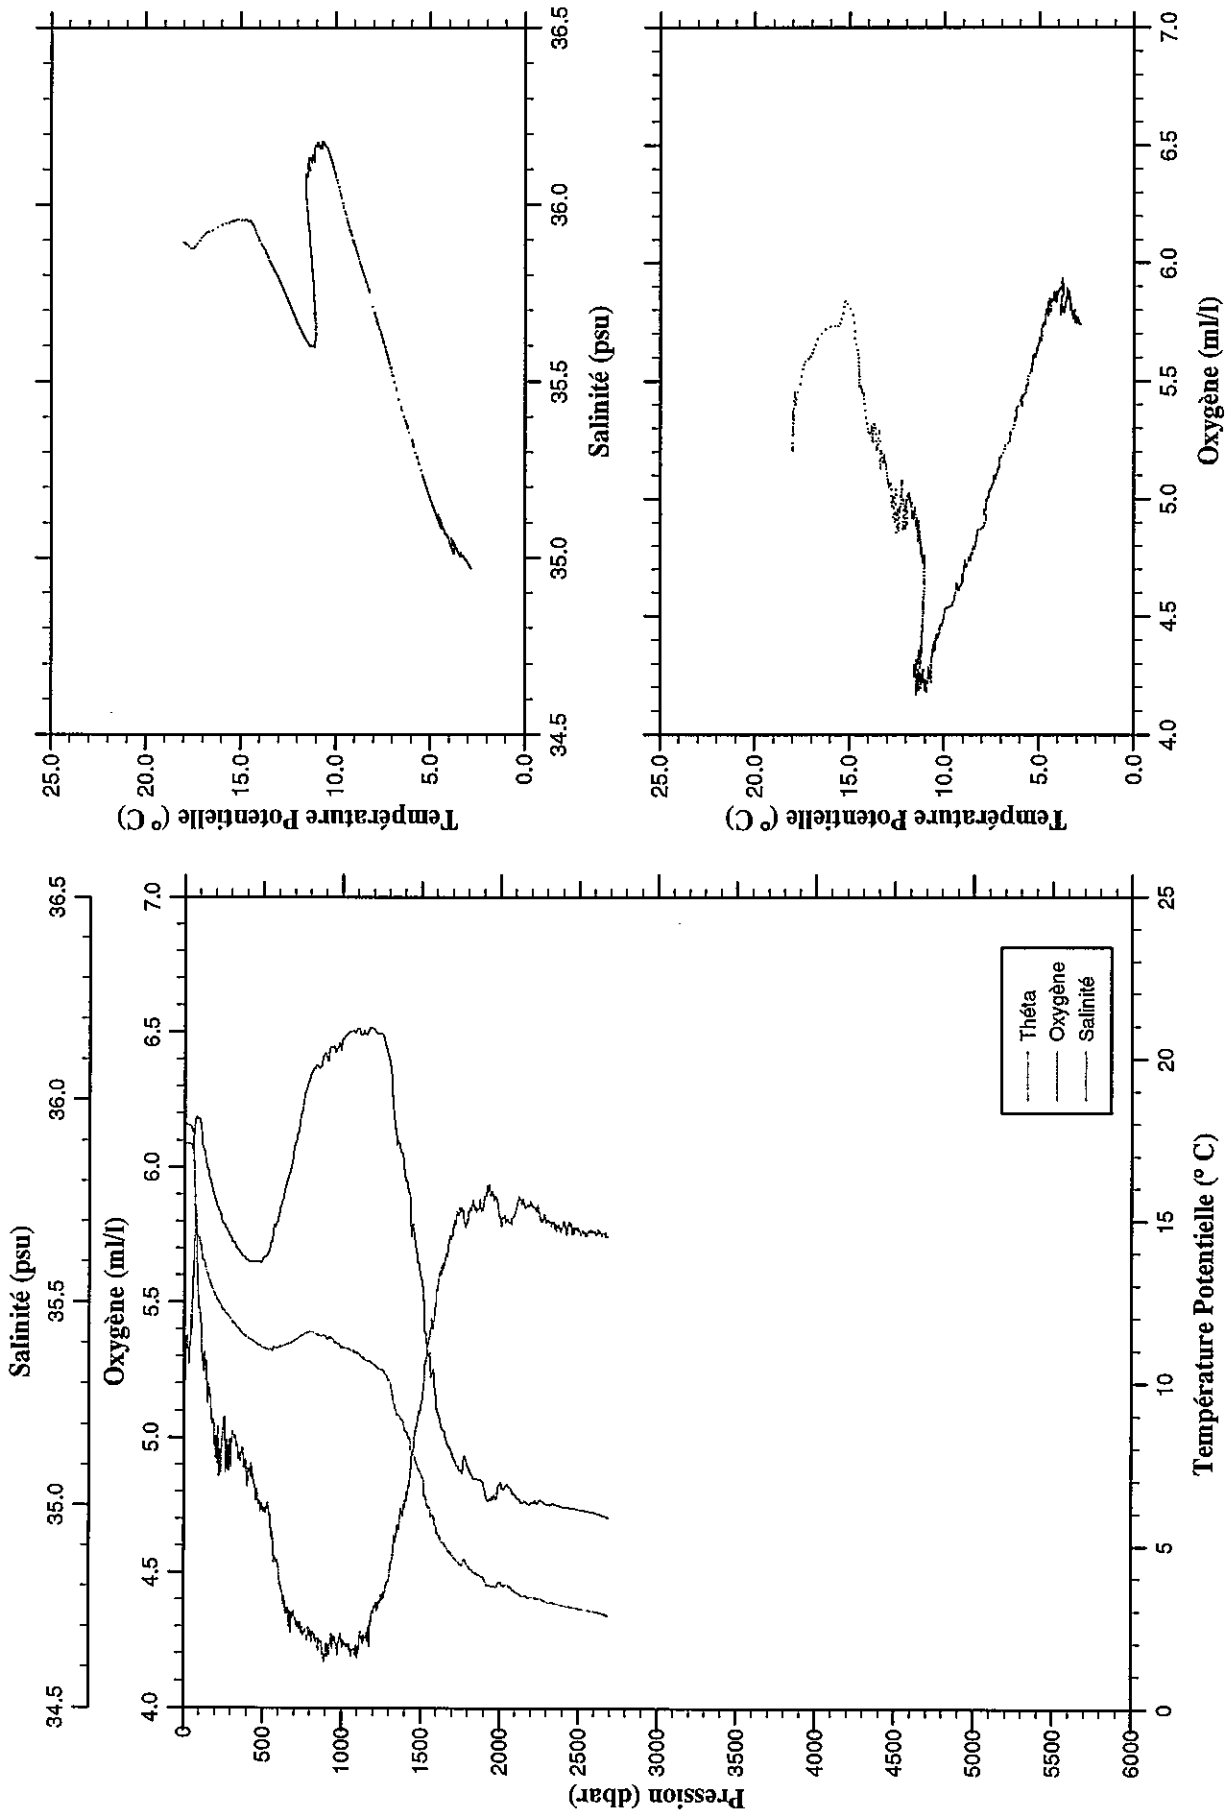 Salinité (psu)
34.5 35.0 35.5 36.0 36.5
Oxygène (ml/l)
4.0 4.5 5.0 5.5 6.0 6.5 7.0
Pression (dbar)
0
500
1000
1500
2000
2500
3000
3500
4000
4500
5000
5500
6000
Théta
Oxygène
Salinité
0 5 10 15 20 25
Température Potentielle (° C)
Température Potentielle (° C)
25.0
20.0
15.0
10.0
5.0
0.0
34.5 35.0 35.5 36.0 36.5
Salinité (psu)
Température Potentielle (° C)
25.0
20.0
15.0
10.0
5.0
0.0
4.0 4.5 5.0 5.5 6.0 6.5 7.0
Oxygène (ml/l)